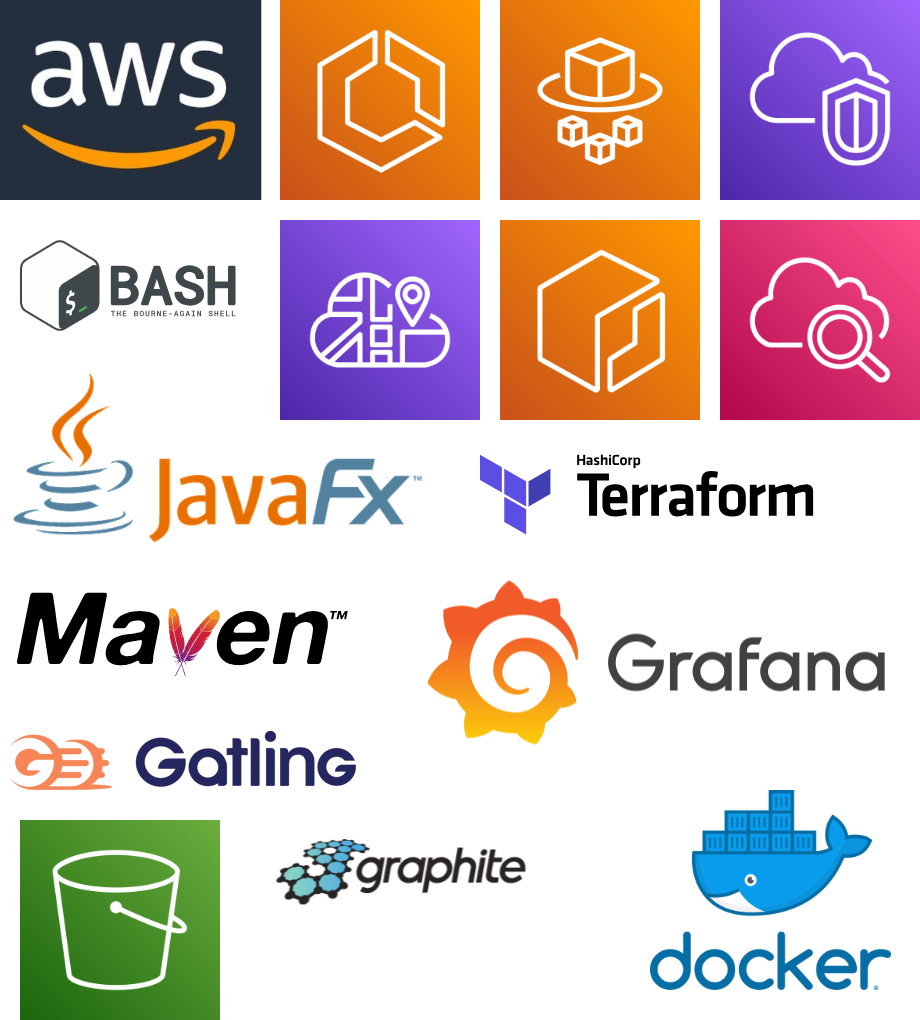 aws
BASH
THE BOURNE-AGAIN SHELL
$_
JavaFx™
HashiCorp
Terraform
Maven™
Grafana
Gatling
graphite
docker®